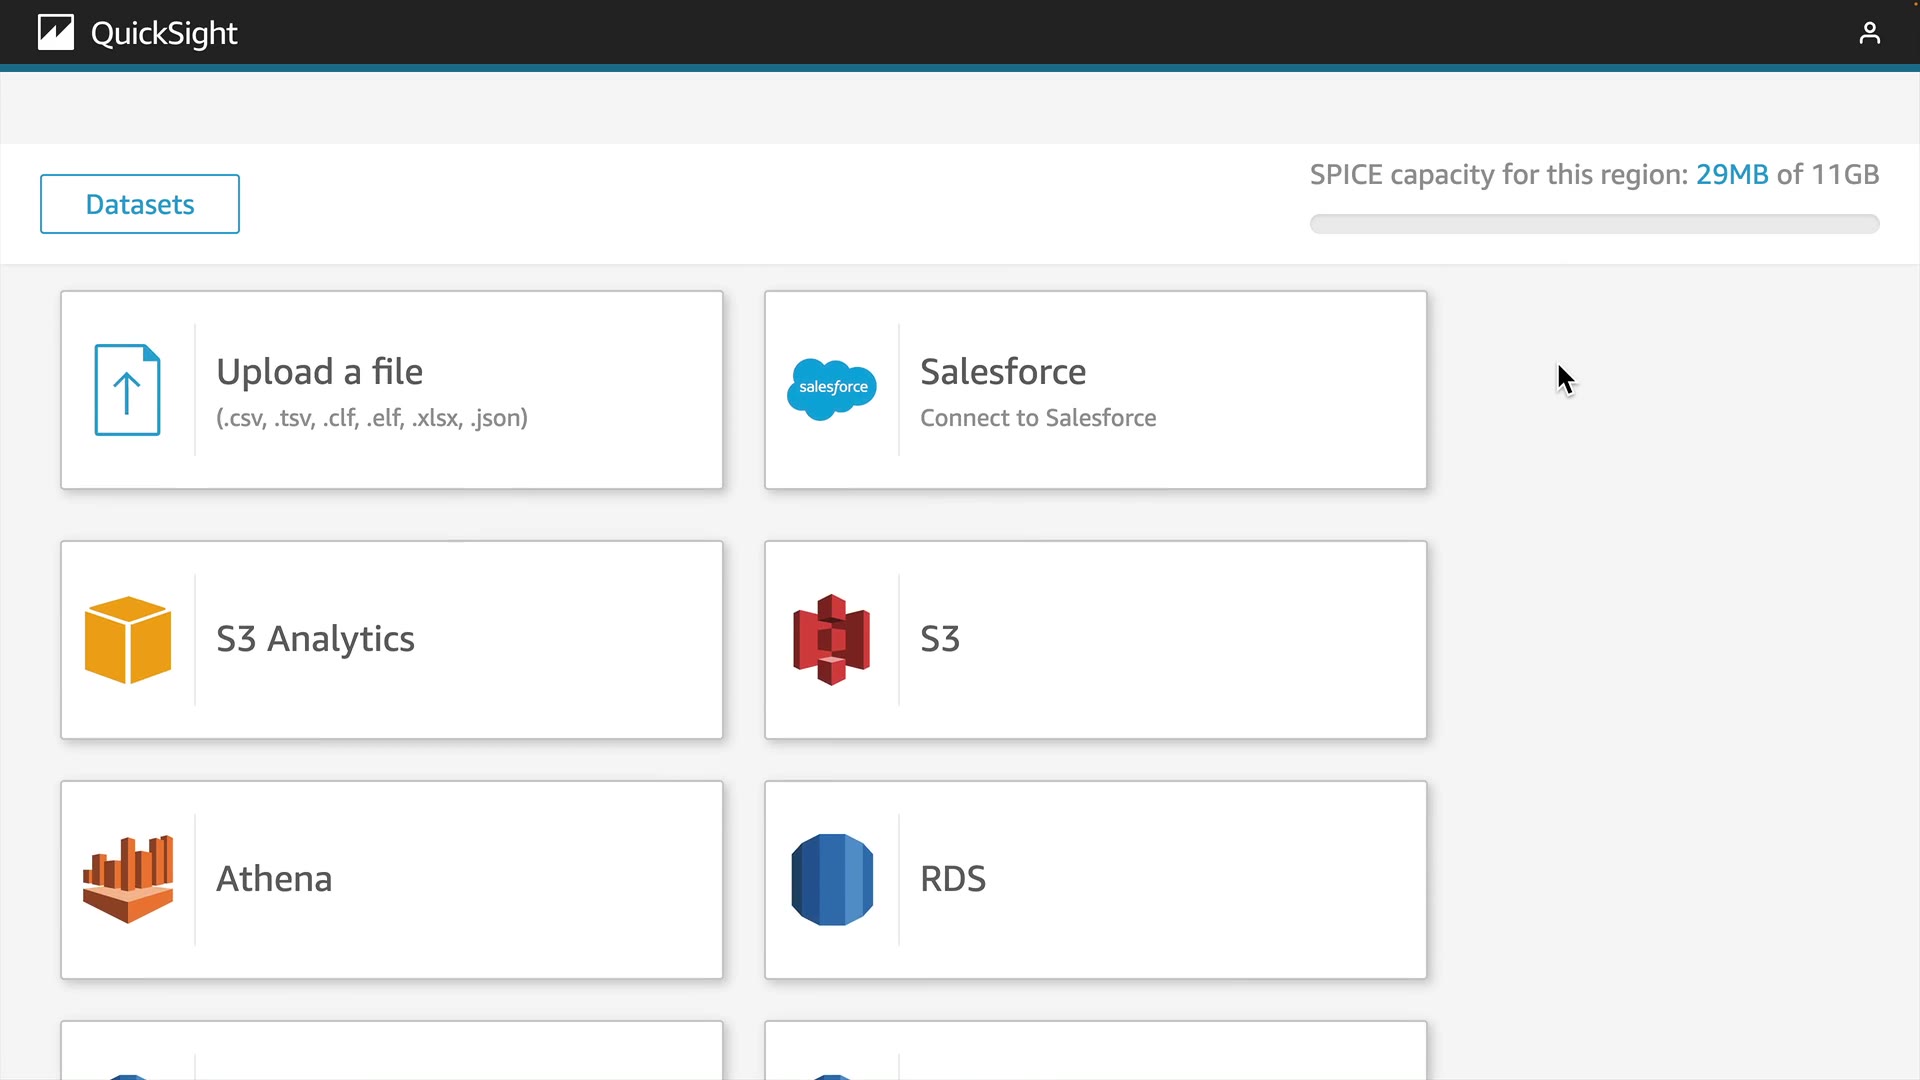 QuickSight
SPICE capacity for this region: 29MB of 11GB
Datasets
Upload a file
(.csv, .tsv, .clf, .elf, .xlsx, .json)
salesforce
Salesforce
Connect to Salesforce
S3 Analytics
S3
Athena
RDS